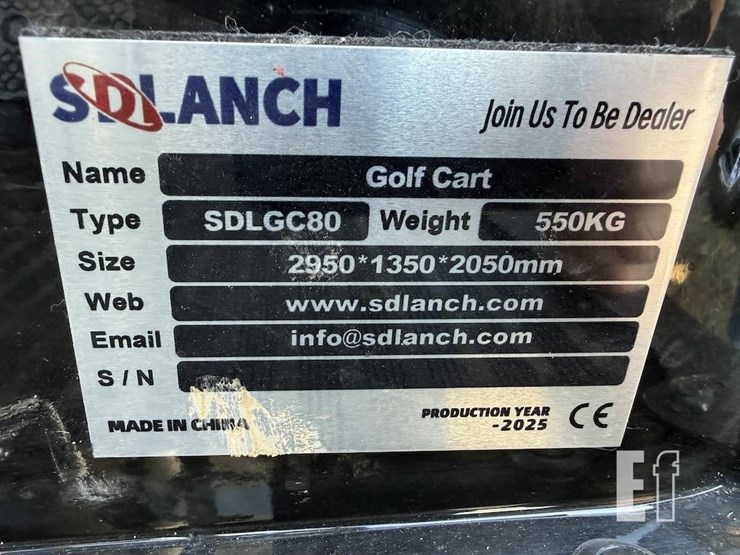 SDLANCH
Join Us To Be Dealer
Name Golf Cart
Type SDLGC80 Weight 550KG
Size 2950*1350*2050mm
Web www.sdlanch.com
Email info@sdlanch.com
S / N
MADE IN CHINA
PRODUCTION YEAR
-2025 CE
Ef